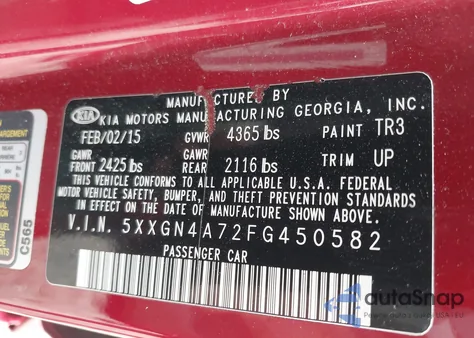 MANUFACTURED BY
KIA KIA MOTORS MANUFACTURING GEORGIA, INC.
FEB/02/15 GVWR 4365 lbs PAINT TR3
GAWR FRONT 2425 lbs GAWR REAR 2116 lbs TRIM UP
THIS VEHICLE CONFORMS TO ALL APPLICABLE U.S.A. FEDERAL
MOTOR VEHICLE SAFETY, BUMPER, AND THEFT PREVENTION STANDARDS
IN EFFECT ON THE DATE OF MANUFACTURE SHOWN ABOVE.
V.I.N. 5XXGN4A72FG450582
PASSENGER CAR
C565
autoSnap